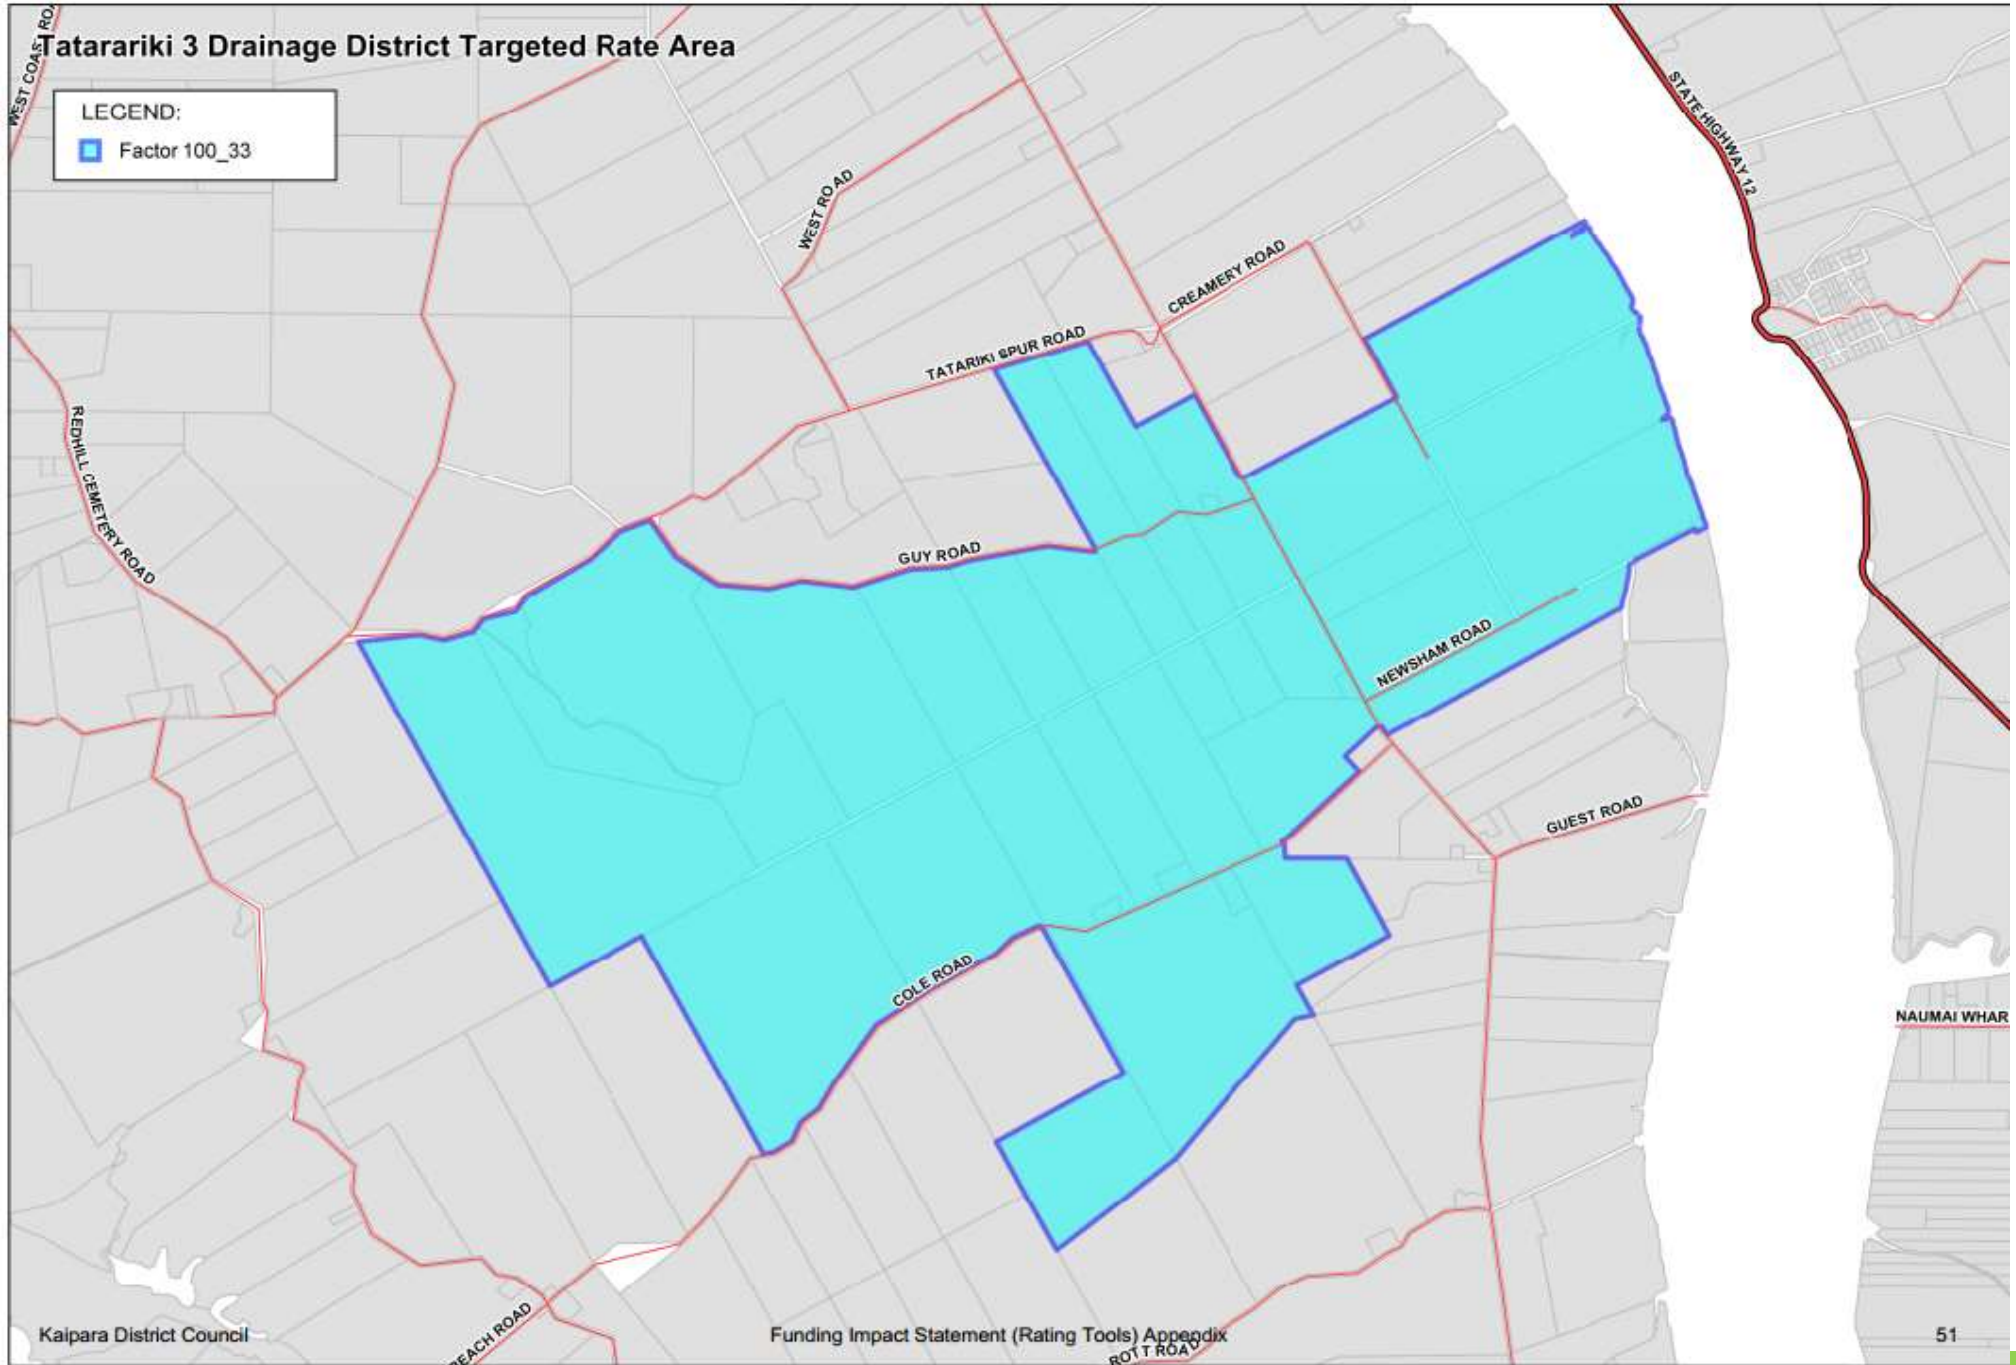 Tatarariki 3 Drainage District Targeted Rate Area
LEGEND:
Factor 100_33
WEST COAST
STATE HIGHWAY 12
WEST ROAD
CREAMERY ROAD
TATARIKI SPUR ROAD
REDHILL CEMETERY ROAD
GUY ROAD
NEWSHAM ROAD
GUEST ROAD
COLE ROAD
NAUMAI WHAR
BEACH ROAD
ROTT ROAD
Kaipara District Council
Funding Impact Statement (Rating Tools) Appendix
51